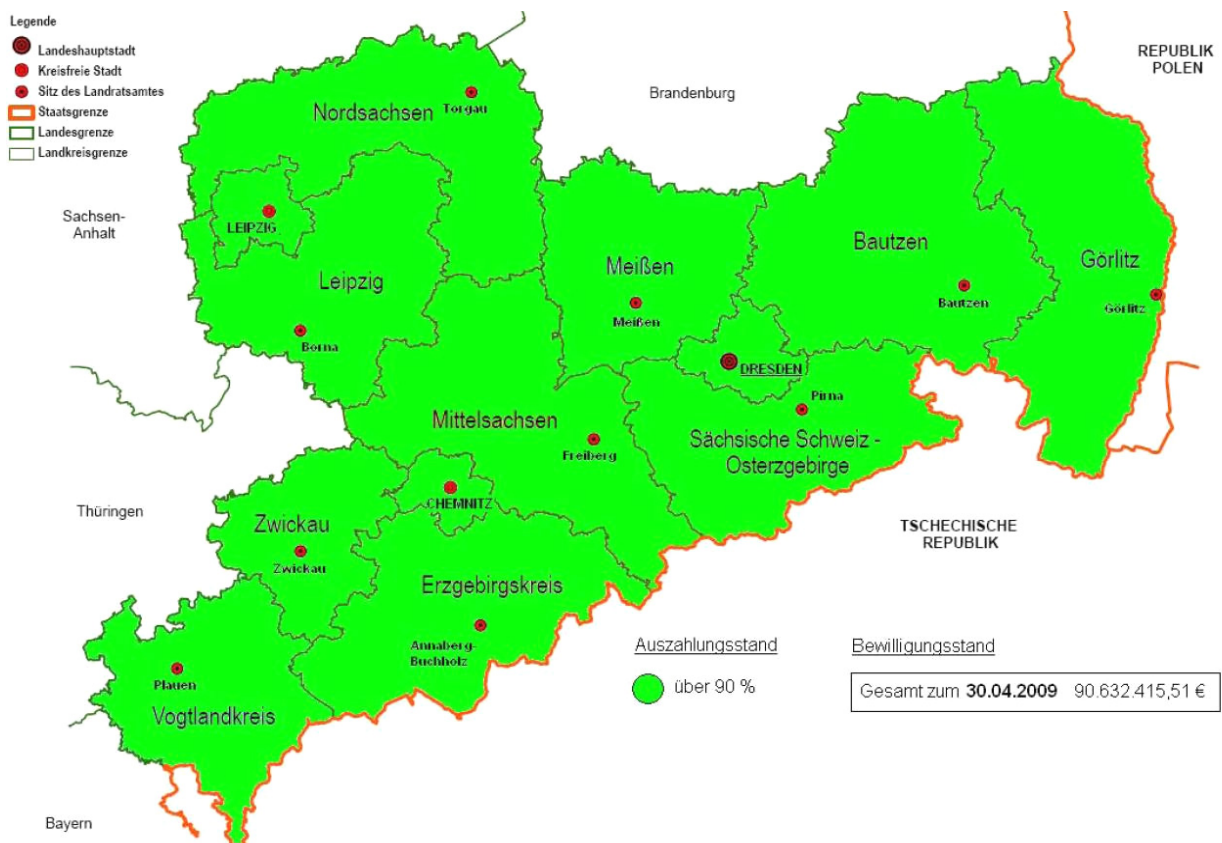 Legende
Landeshauptstadt
Kreisfreie Stadt
Sitz des Landratsamtes
Staatsgrenze
Landesgrenze
Landkreisgrenze
REPUBLIK
POLEN
Brandenburg
Nordsachsen
Torgau
Sachsen-
Anhalt
LEIPZIG
Leipzig
Borna
Meißen
Meißen
Bautzen
Bautzen
Görlitz
Görlitz
DRESDEN
Pirna
Sächsische Schweiz -
Osterzgebirge
Mittelsachsen
Freiberg
CHEMNITZ
Thüringen
Zwickau
Zwickau
TSCHECHISCHE
REPUBLIK
Erzgebirgskreis
Annaberg-
Buchholz
Plauen
Vogtlandkreis
Bayern
Auszahlungsstand
über 90 %
Bewilligungsstand
Gesamt zum 30.04.2009 90.632.415,51 €